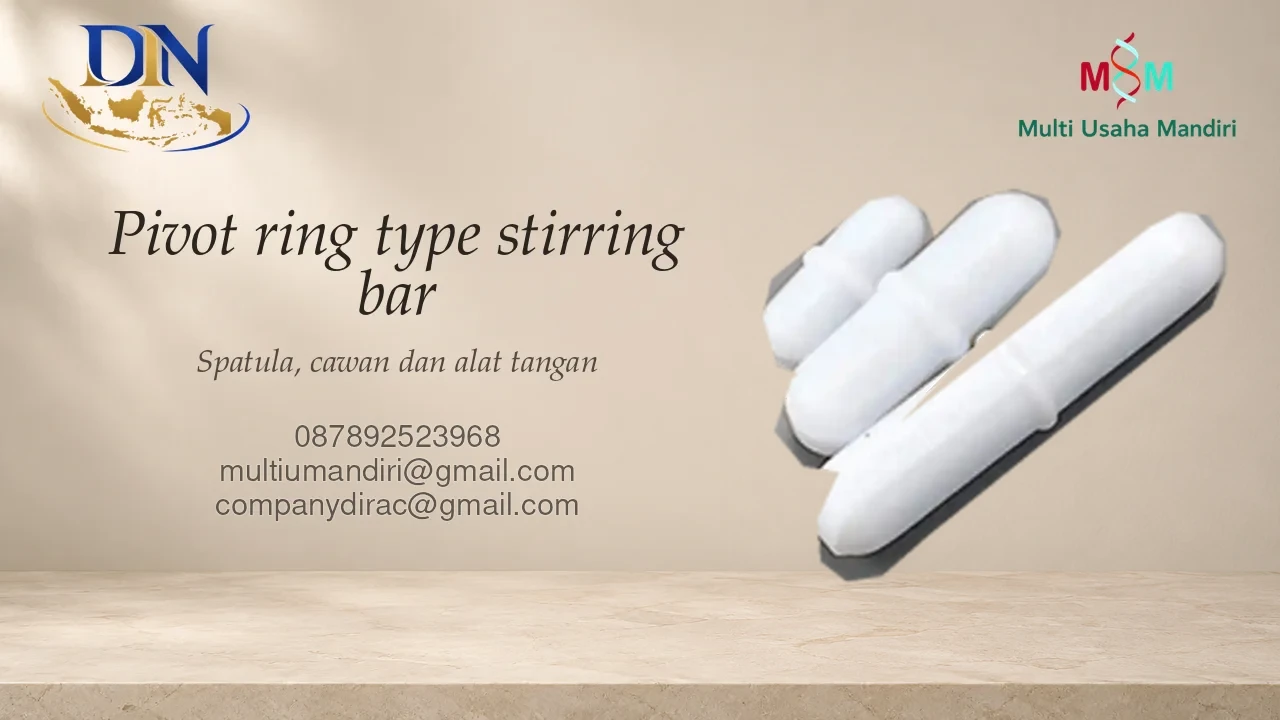 DN
M M
Multi Usaha Mandiri
Pivot ring type stirring
bar
Spatula, cawan dan alat tangan
087892523968
multiumandiri@gmail.com
companydirac@gmail.com